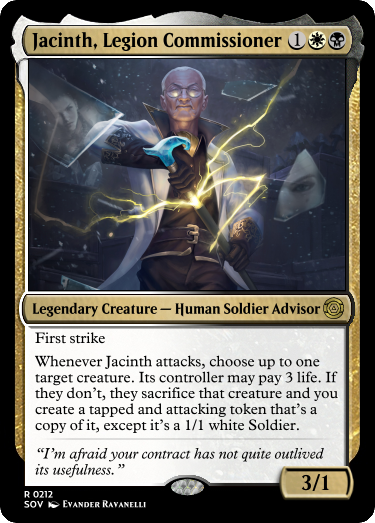 Jacinth, Legion Commissioner 1
Legendary Creature — Human Soldier Advisor
First strike
Whenever Jacinth attacks, choose up to one
target creature. Its controller may pay 3 life. If
they don't, they sacrifice that creature and you
create a tapped and attacking token that's a
copy of it, except it's a 1/1 white Soldier.
“I'm afraid your contract has not quite outlived
its usefulness.”
3/1
R 0212
SOV EVANDER RAVANELLI